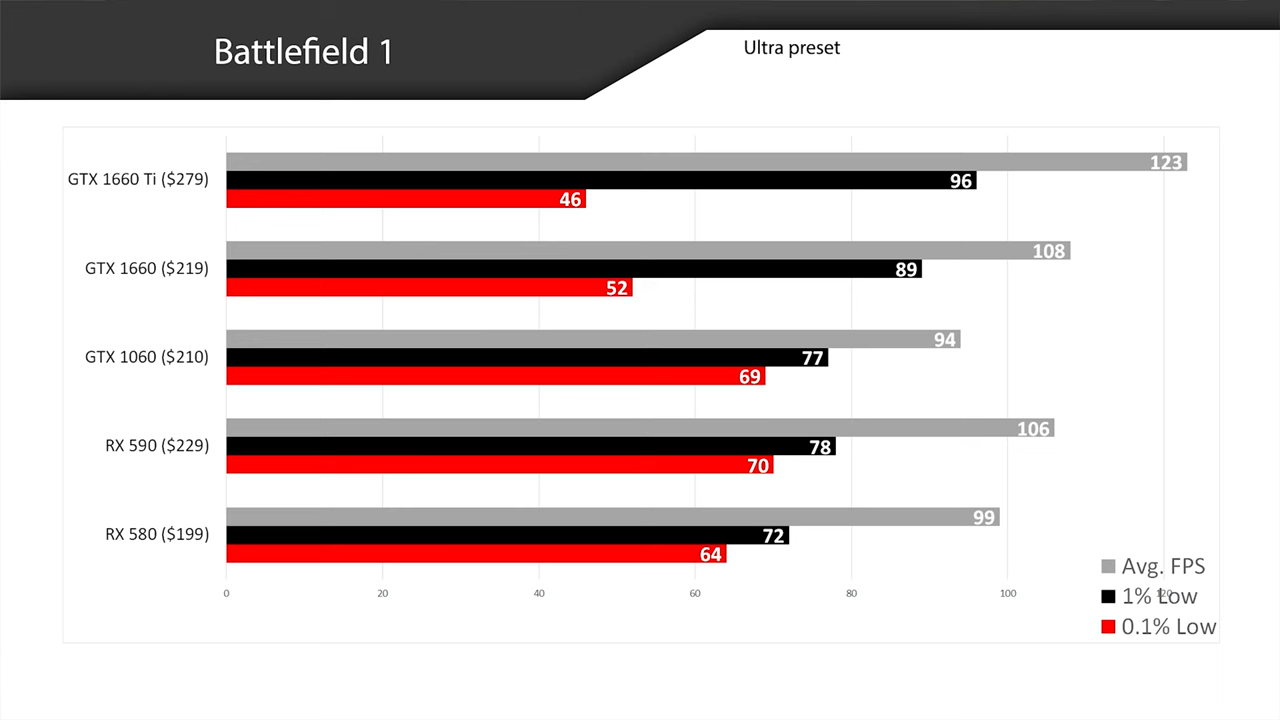 Battlefield 1
Ultra preset
GTX 1660 Ti ($279)
123
96
46
GTX 1660 ($219)
108
89
52
GTX 1060 ($210)
94
77
69
RX 590 ($229)
106
78
70
RX 580 ($199)
99
72
64
0 20 40 60 80 100 120
Avg. FPS
1% Low
0.1% Low